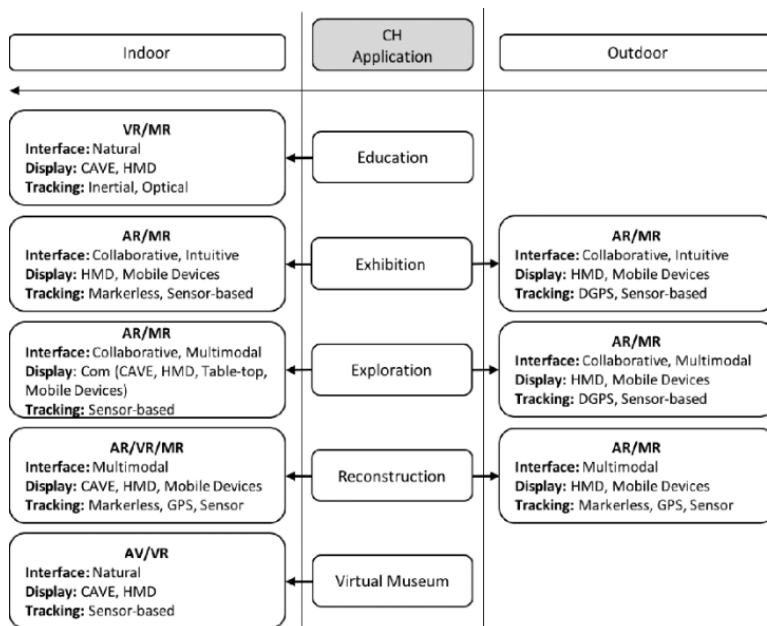 Indoor
CH
Application
Outdoor
VR/MR
Interface: Natural
Display: CAVE, HMD
Tracking: Inertial, Optical
Education
AR/MR
Interface: Collaborative, Intuitive
Display: HMD, Mobile Devices
Tracking: Markerless, Sensor-based
Exhibition
AR/MR
Interface: Collaborative, Intuitive
Display: HMD, Mobile Devices
Tracking: DGPS, Sensor-based
AR/MR
Interface: Collaborative, Multimodal
Display: Com (CAVE, HMD, Table-top,
Mobile Devices)
Tracking: Sensor-based
Exploration
AR/MR
Interface: Collaborative, Multimodal
Display: HMD, Mobile Devices
Tracking: DGPS, Sensor-based
AR/VR/MR
Interface: Multimodal
Display: CAVE, HMD, Mobile Devices
Tracking: Markerless, GPS, Sensor
Reconstruction
AR/MR
Interface: Multimodal
Display: HMD, Mobile Devices
Tracking: Markerless, GPS, Sensor
AV/VR
Interface: Natural
Display: CAVE, HMD
Tracking: Sensor-based
Virtual Museum